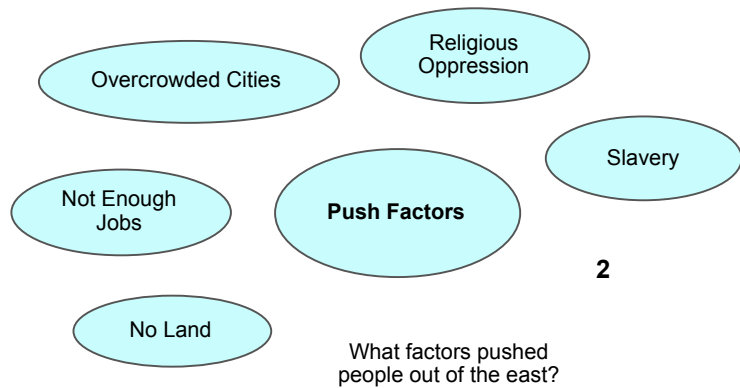 Religious
Oppression
Overcrowded Cities
Slavery
Not Enough
Jobs
Push Factors
2
No Land
What factors pushed
people out of the east?